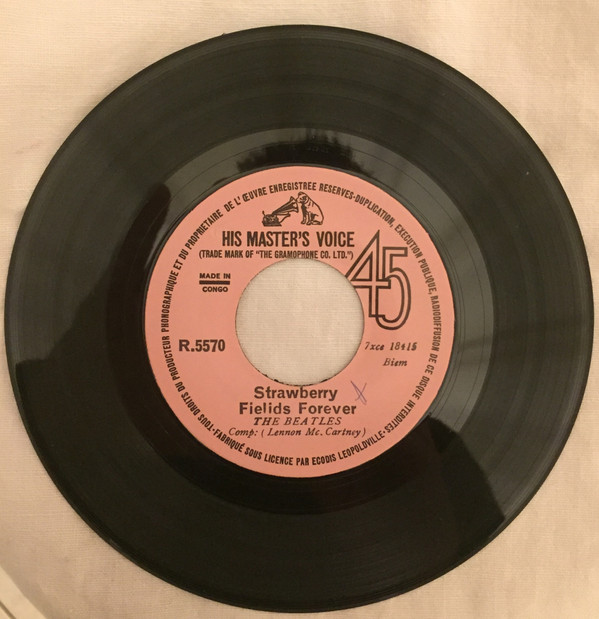 TOUS DROITS DU PRODUCTEUR PHONOGRAPHIQUE ET DU PROPRIETAIRE DE L'ŒUVRE ENREGISTREE RESERVES-DUPLICATION, EXECUTION PUBLIQUE, RADIODIFFUSION DE CE DISQUE INTERDITES-
HIS MASTER'S VOICE
(TRADE MARK OF "THE GRAMOPHONE CO. LTD.")
45
MADE IN
CONGO
R.5570
7xce 18415
Biem
Strawberry
Fielids Forever
THE BEATLES
Comp: ( Lennon Mc. Cartney)
-FABRIQUÉ SOUS LICENCE PAR ECODIS LEOPOLDVILLE-